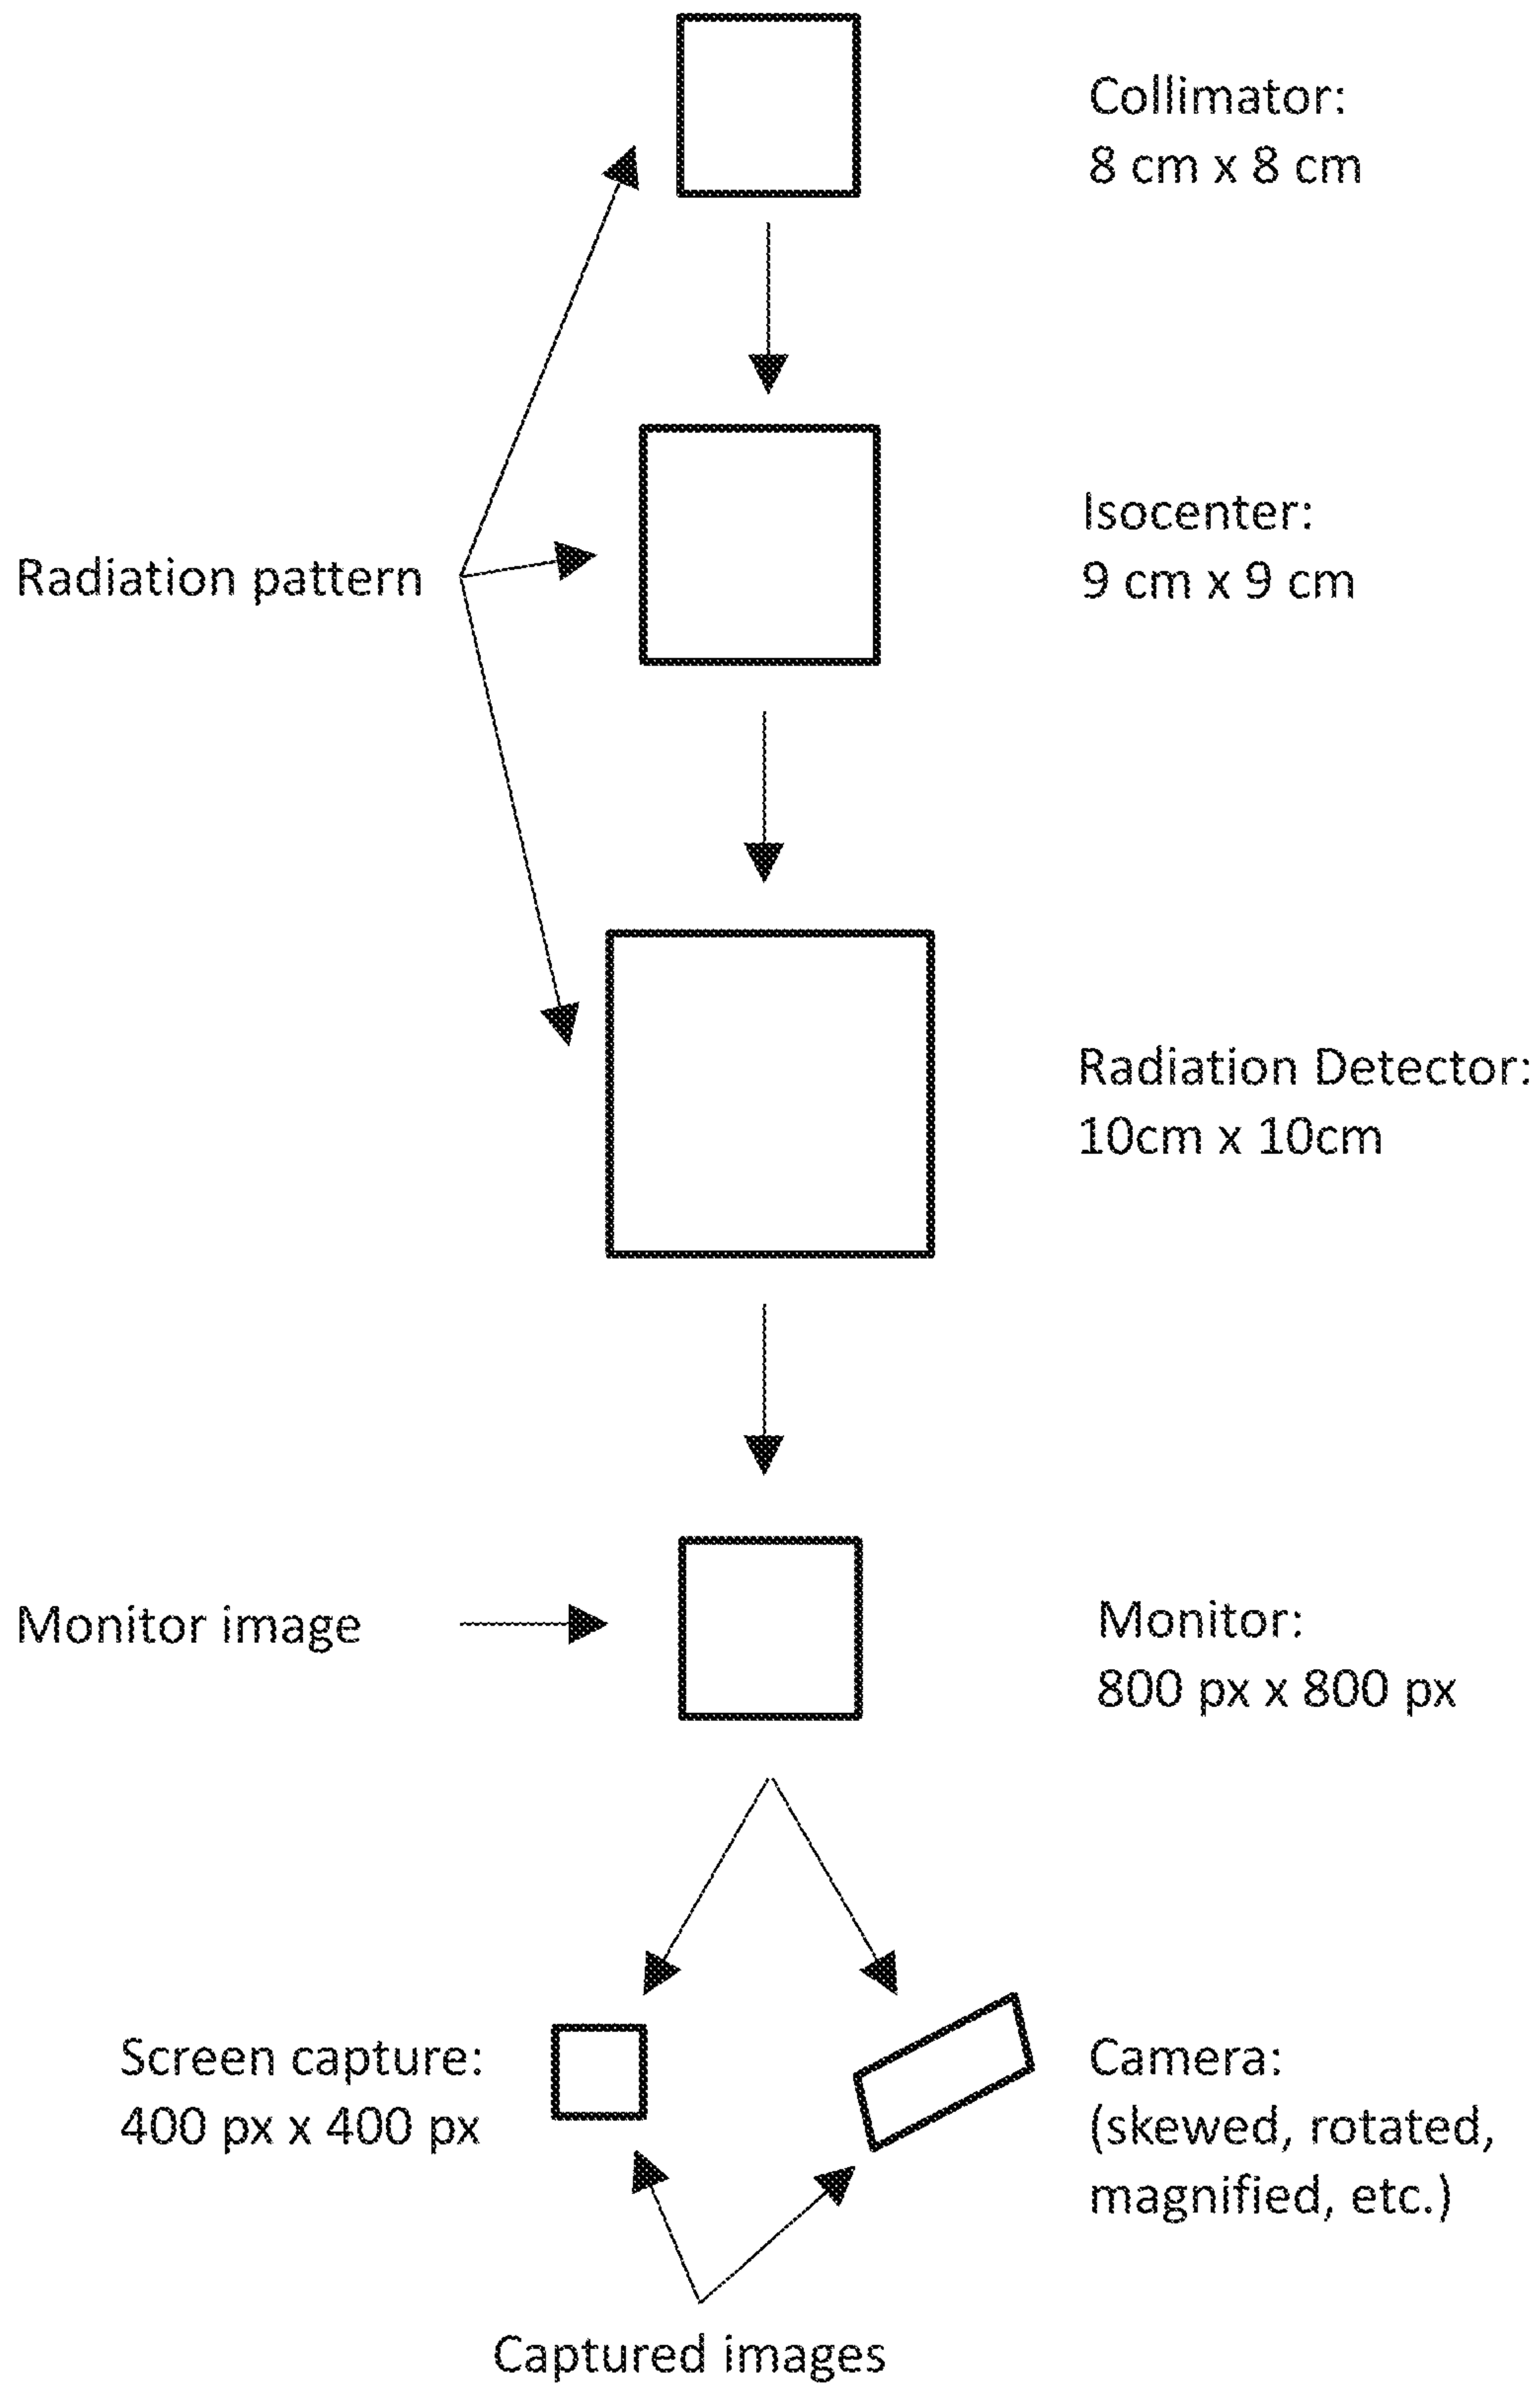 Collimator:
8 cm x 8 cm
Isocenter:
9 cm x 9 cm
Radiation pattern
Radiation Detector:
10cm x 10cm
Monitor image
Monitor:
800 px x 800 px
Screen capture:
400 px x 400 px
Camera:
(skewed, rotated,
magnified, etc.)
Captured images